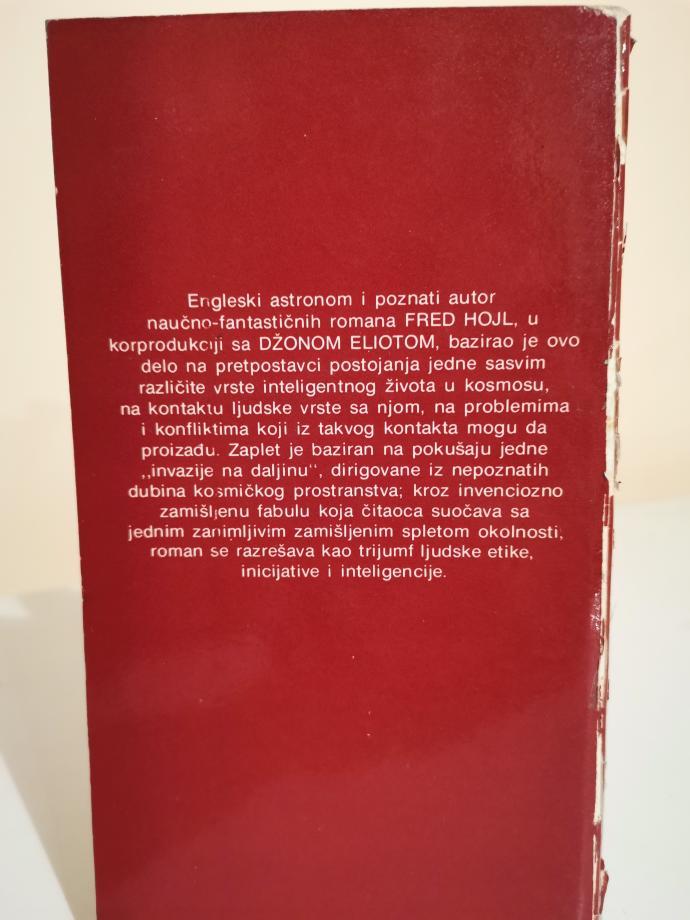 Engleski astronom i poznati autor
naučno-fantastičnih romana FRED HOJL, u
korprodukciji sa DŽONOM ELIOTOM, bazirao je ovo
delo na pretpostavci postojanja jedne sasvim
različite vrste inteligentnog života u kosmosu,
na kontaktu ljudske vrste sa njom, na problemima
i konfliktima koji iz takvog kontakta mogu da
proizađu. Zaplet je baziran na pokušaju jedne
„invazije na daljinu“, dirigovane iz nepoznatih
dubina kosmičkog prostranstva; kroz invenciozno
zamišljenu fabulu koja čitaoca suočava sa
jednim zanimljivim zamišljenim spletom okolnosti,
roman se razrešava kao trijumf ljudske etike,
inicijative i inteligencije.